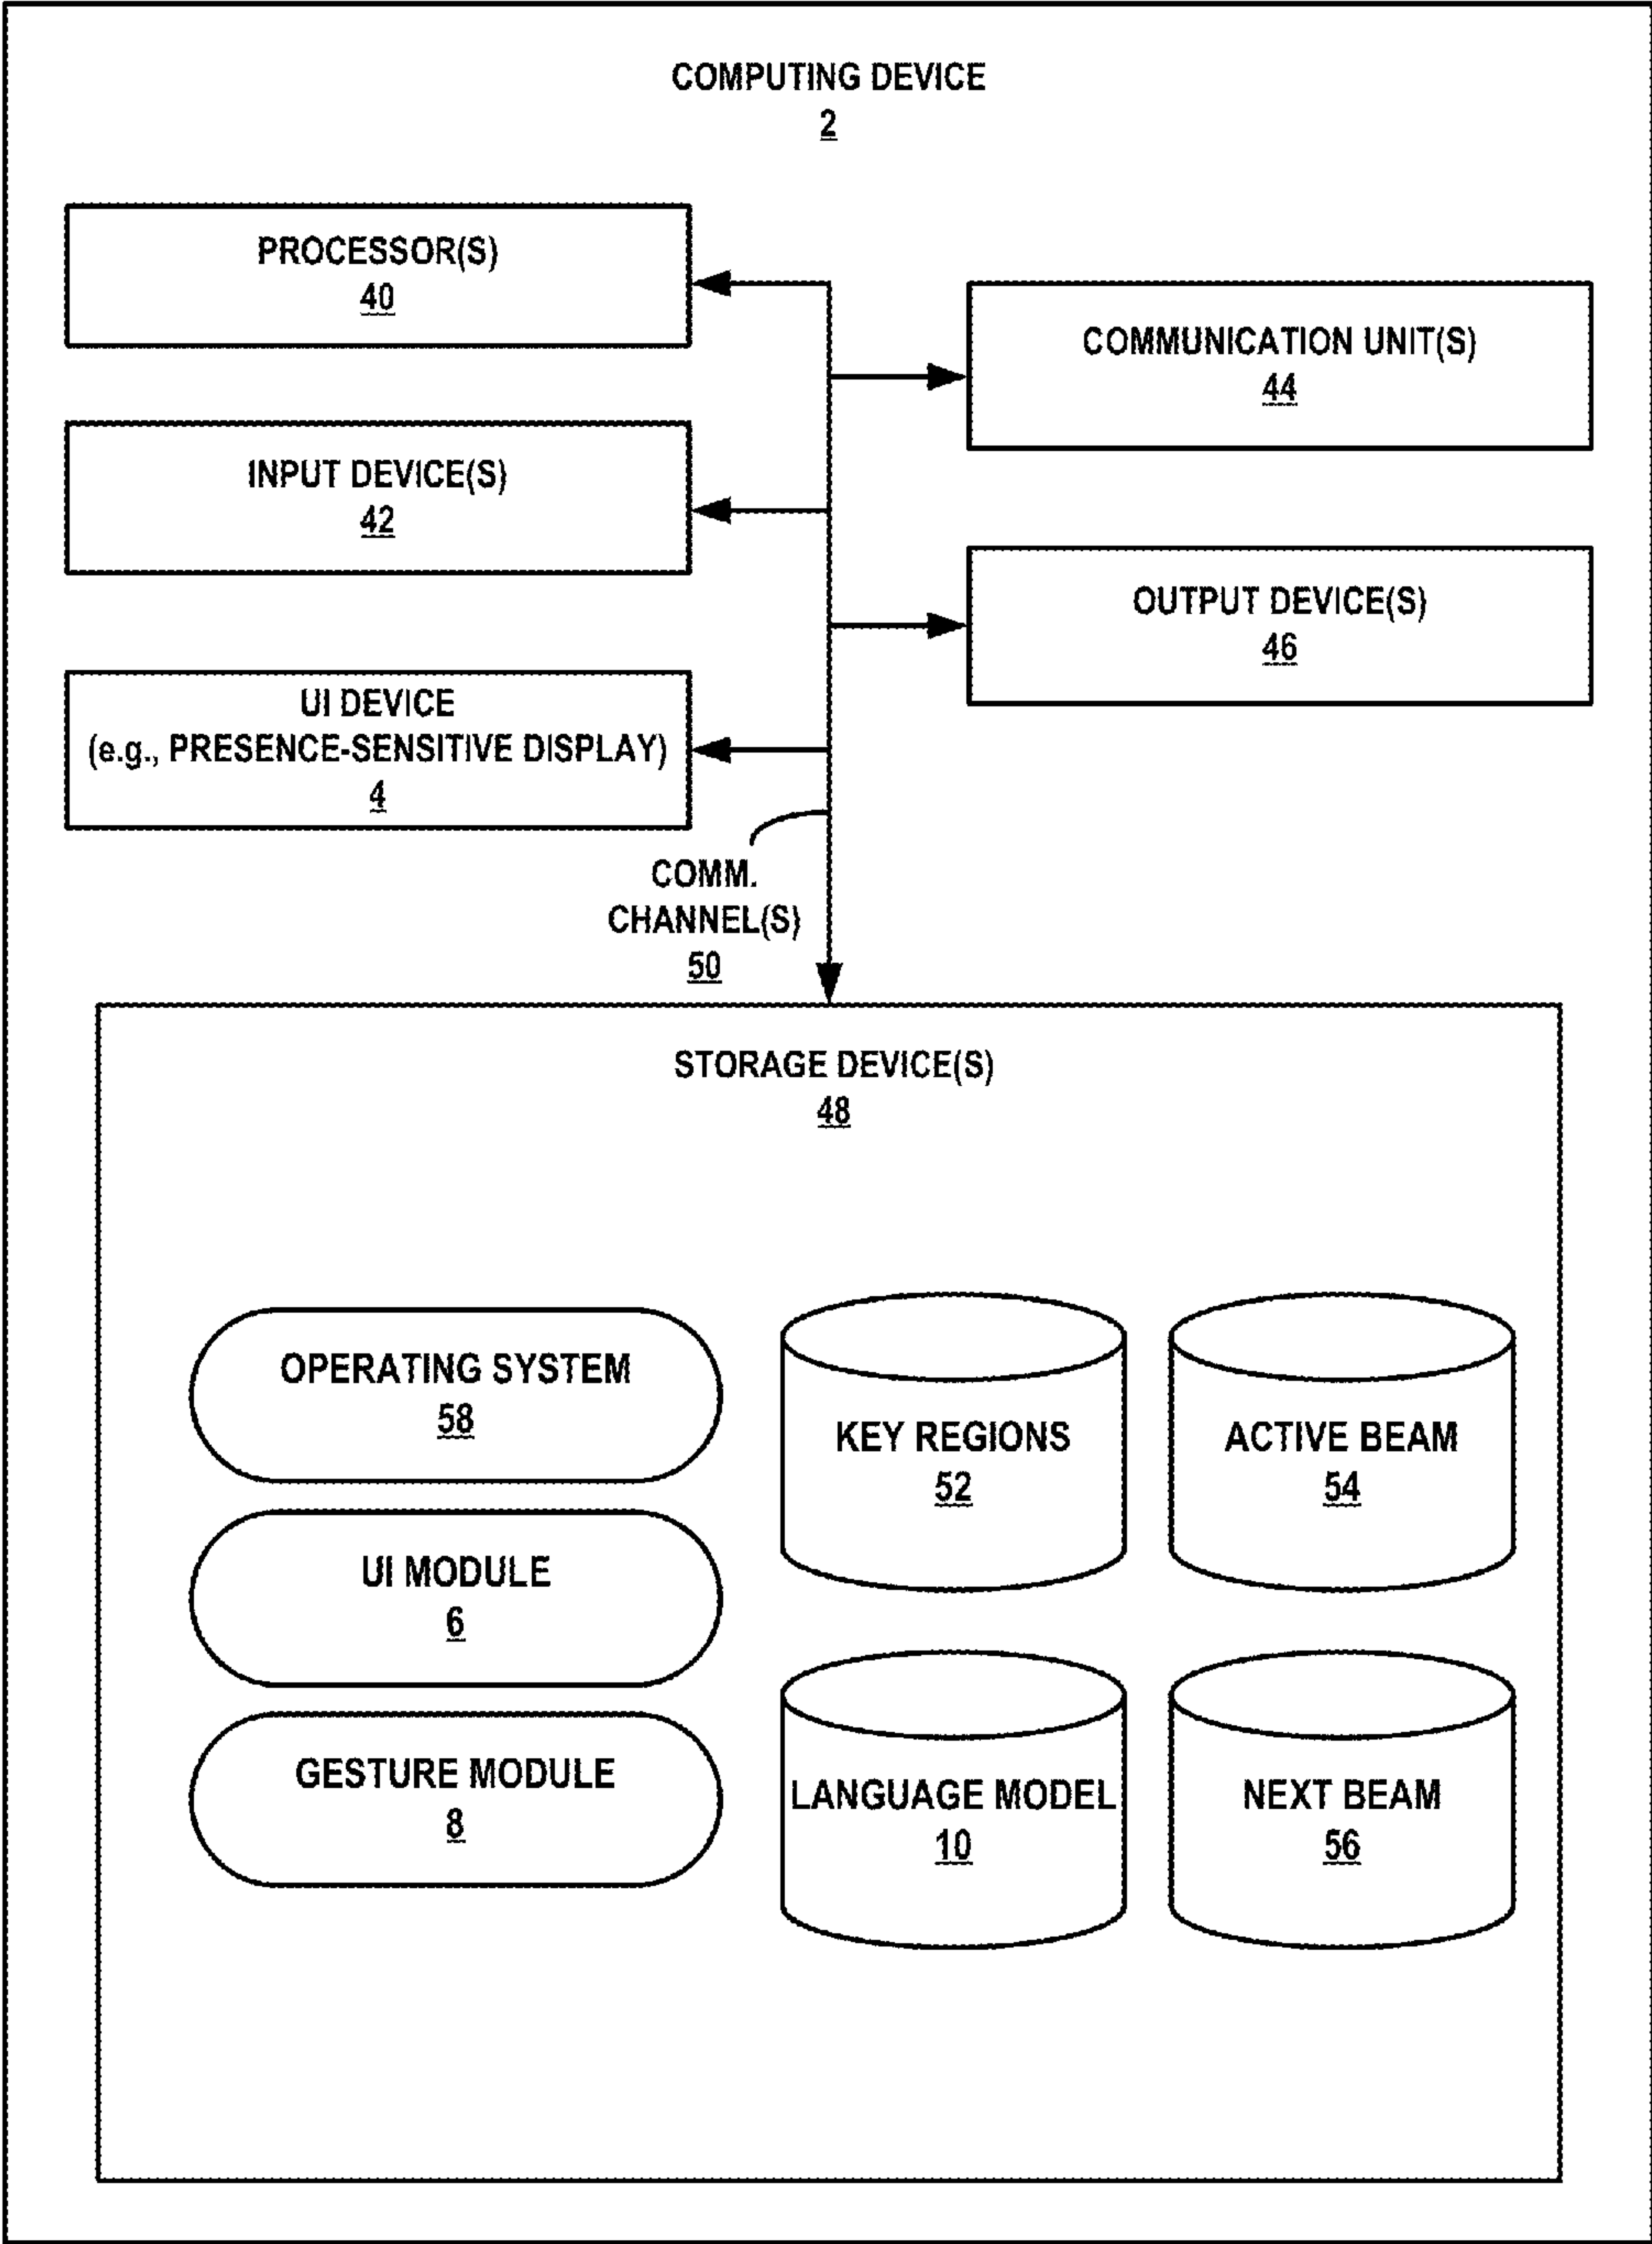 COMPUTING DEVICE
2
PROCESSOR(S)
40
COMMUNICATION UNIT(S)
44
INPUT DEVICE(S)
42
OUTPUT DEVICE(S)
46
UI DEVICE
(e.g., PRESENCE-SENSITIVE DISPLAY)
4
COMM.
CHANNEL(S)
50
STORAGE DEVICE(S)
48
OPERATING SYSTEM
58
UI MODULE
6
GESTURE MODULE
8
KEY REGIONS
52
ACTIVE BEAM
54
LANGUAGE MODEL
10
NEXT BEAM
56